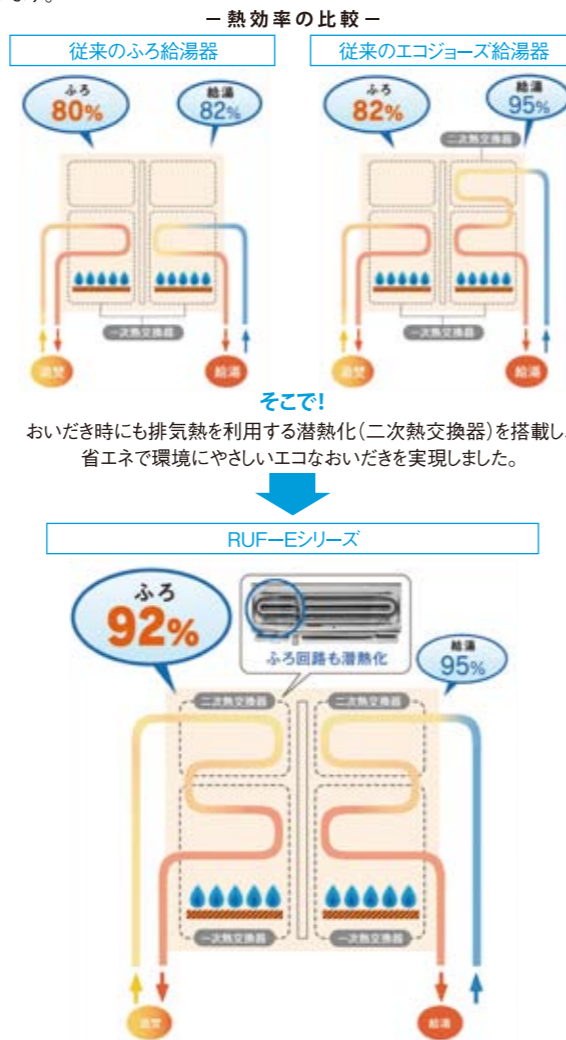 ます。
－熱効率の比較－
従来のふろ給湯器
従来のエコジョーズ給湯器
ふろ
80%
給湯
82%
ふろ
82%
給湯
95%
二次熱交換器
一次熱交換器
一次熱交換器
追焚
給湯
追焚
給湯
そこで!
おいだき時にも排気熱を利用する潜熱化(二次熱交換器)を搭載し、
省エネで環境にやさしいエコなおいだきを実現しました。
RUF－Eシリーズ
ふろ
92%
ふろ回路も潜熱化
給湯
95%
二次熱交換器
二次熱交換器
一次熱交換器
一次熱交換器
追焚
給湯